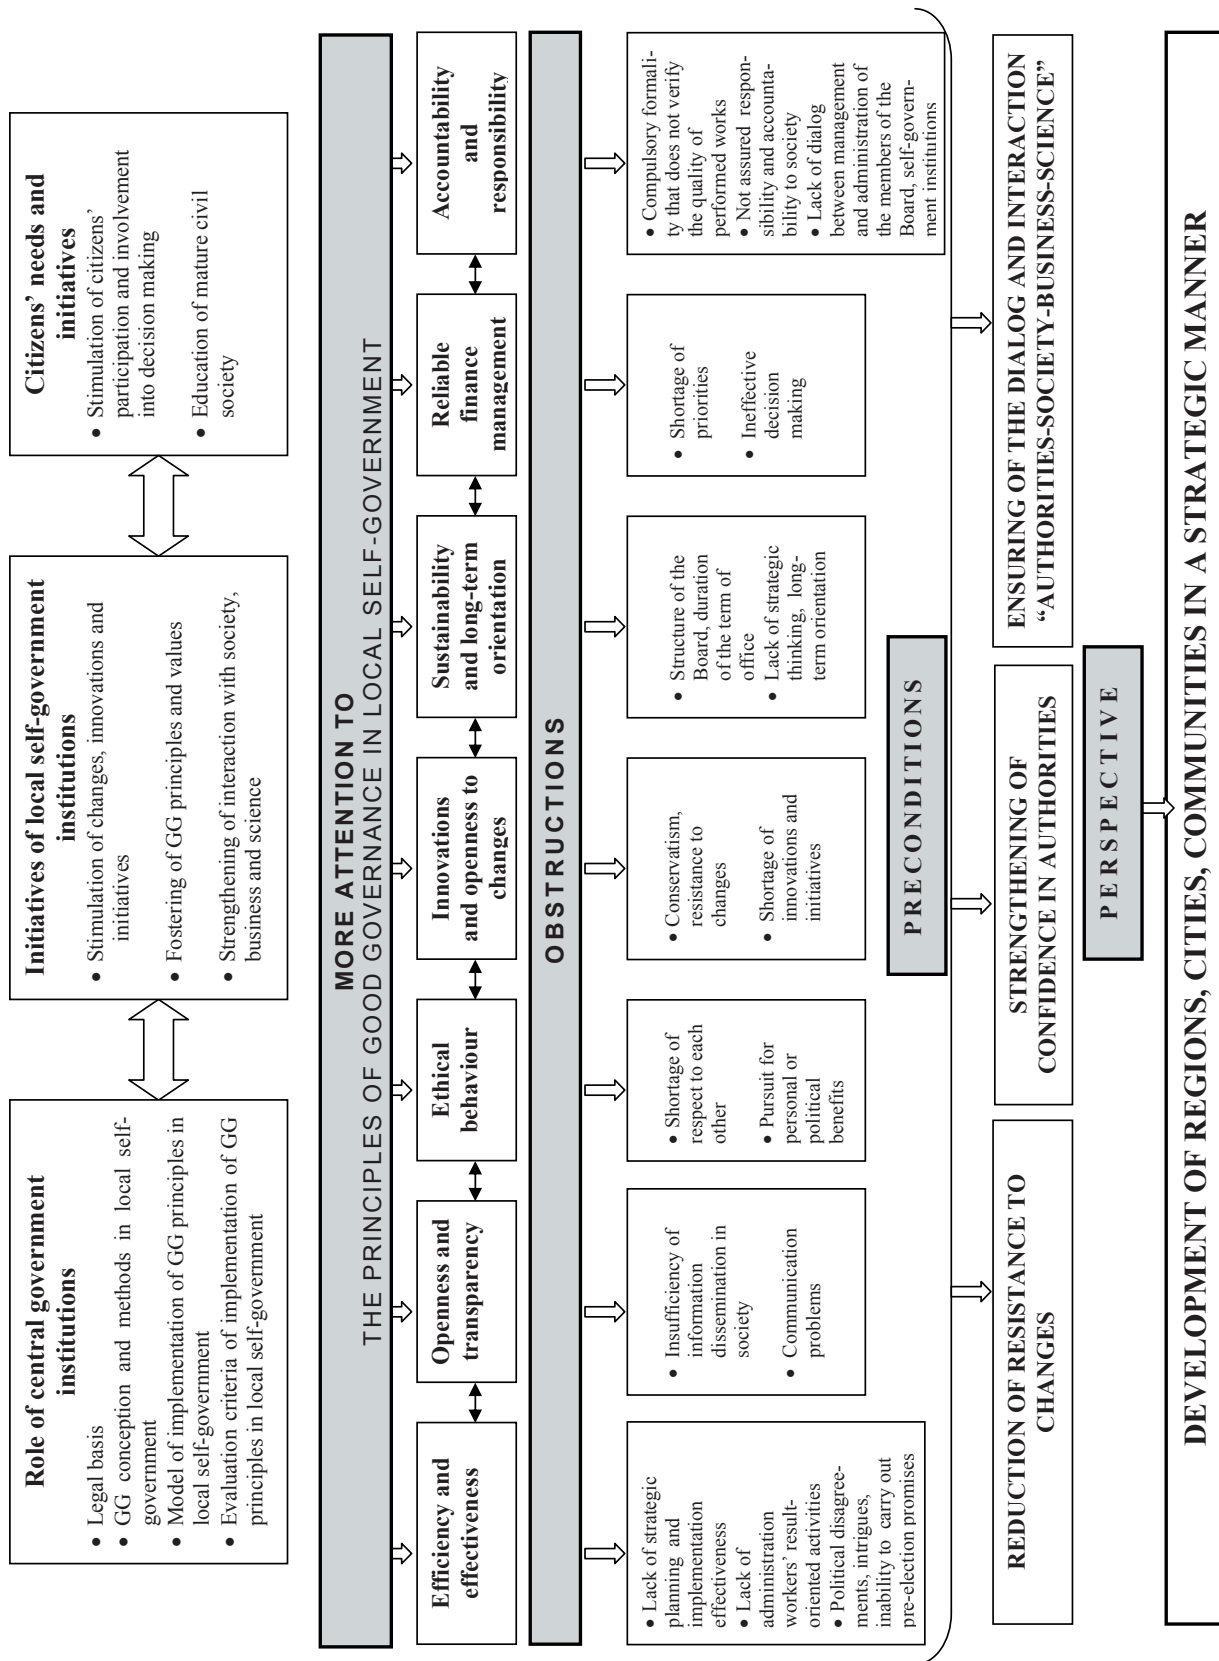 Role of central government
institutions
• Legal basis
• GG conception and methods in local self-
government
• Model of implementation of GG principles in
local self-government
• Evaluation criteria of implementation of GG
principles in local self-government
Initiatives of local self-government
institutions
• Stimulation of changes, innovations and
initiatives
• Fostering of GG principles and values
• Strengthening of interaction with society,
business and science
Citizens’ needs and
initiatives
• Stimulation of citizens’
participation and involvement
into decision making
• Education of mature civil
society
MORE ATTENTION TO
THE PRINCIPLES OF GOOD GOVERNANCE IN LOCAL SELF-GOVERNMENT
Efficiency and
effectiveness
Openness and
transparency
Ethical
behaviour
Innovations
and openness to
changes
Sustainability
and long-term
orientation
Reliable
finance
management
Accountability
and
responsibility
OBSTRUCTIONS
• Lack of strategic
planning and
implementation
effectiveness
• Lack of
administration
workers’ result-
oriented activities
• Political disagree-
ments, intrigues,
inability to carry out
pre-election promises
• Insufficiency of
information
dissemination in
society
• Communication
problems
• Shortage of
respect to each
other
• Pursuit for
personal or
political
benefits
• Conservatism,
resistance to
changes
• Shortage of
innovations and
initiatives
• Structure of the
Board, duration
of the term of
office
• Lack of strategic
thinking, long-
term orientation
• Shortage of
priorities
• Ineffective
decision
making
• Compulsory formali-
ty that does not verify
the quality of
performed works
• Not assured respon-
sibility and accounta-
bility to society
• Lack of dialog
between management
and administration of
the members of the
Board, self-govern-
ment institutions
PRECONDITIONS
REDUCTION OF RESISTANCE TO
CHANGES
STRENGTHENING OF
CONFIDENCE IN AUTHORITIES
ENSURING OF THE DIALOG AND INTERACTION
“AUTHORITIES-SOCIETY-BUSINESS-SCIENCE”
PERSPECTIVE
DEVELOPMENT OF REGIONS, CITIES, COMMUNITIES IN A STRATEGIC MANNER